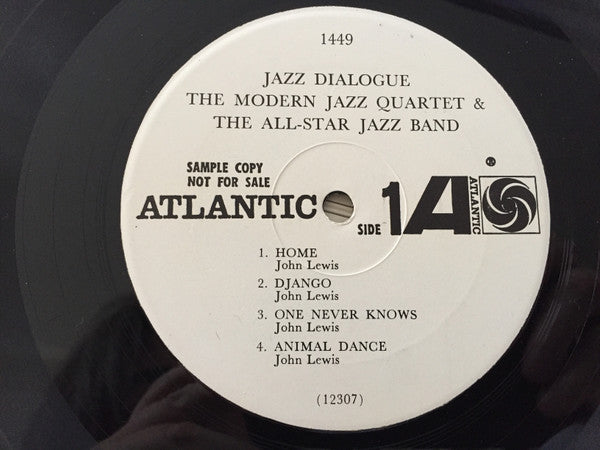 1449
JAZZ DIALOGUE
THE MODERN JAZZ QUARTET &
THE ALL-STAR JAZZ BAND
SAMPLE COPY
NOT FOR SALE
ATLANTIC
SIDE 1
A
ATLANTIC
1. HOME
John Lewis
2. DJANGO
John Lewis
3. ONE NEVER KNOWS
John Lewis
4. ANIMAL DANCE
John Lewis
(12307)